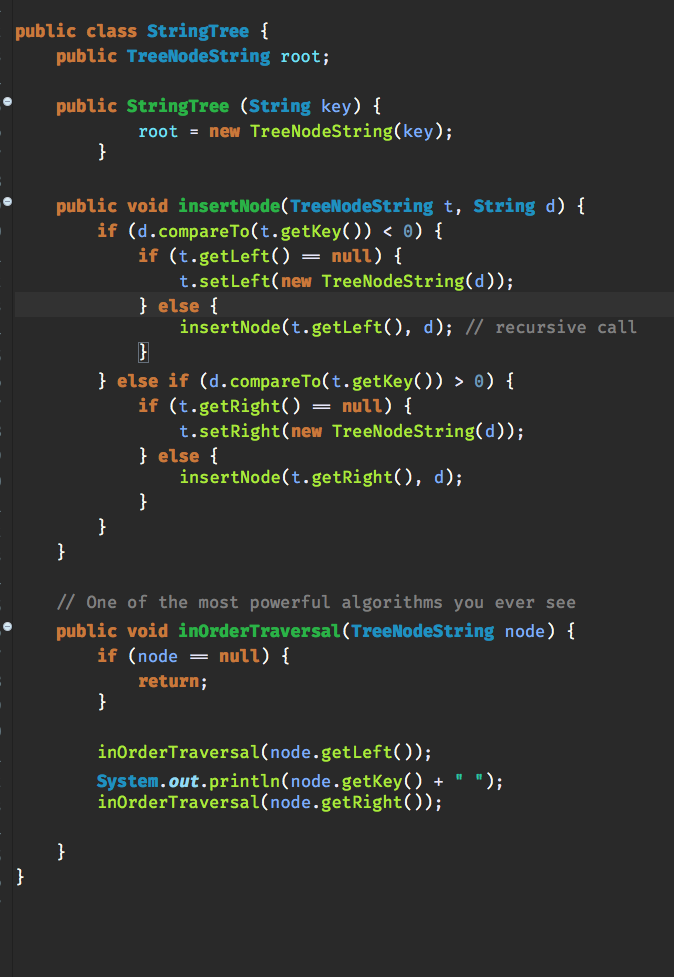 public class StringTree {
    public TreeNodeString root;
    public StringTree (String key) {
            root = new TreeNodeString(key);
        }
    public void insertNode(TreeNodeString t, String d) {
        if (d.compareTo(t.getKey()) < 0) {
            if (t.getLeft() == null) {
                t.setLeft(new TreeNodeString(d));
            } else {
                insertNode(t.getLeft(), d); // recursive call
            }
        } else if (d.compareTo(t.getKey()) > 0) {
            if (t.getRight() == null) {
                t.setRight(new TreeNodeString(d));
            } else {
                insertNode(t.getRight(), d);
            }
        }
    }
    // One of the most powerful algorithms you ever see
    public void inOrderTraversal(TreeNodeString node) {
        if (node == null) {
            return;
        }
        inOrderTraversal(node.getLeft());
        System.out.println(node.getKey() + " ");
        inOrderTraversal(node.getRight());
    }
}